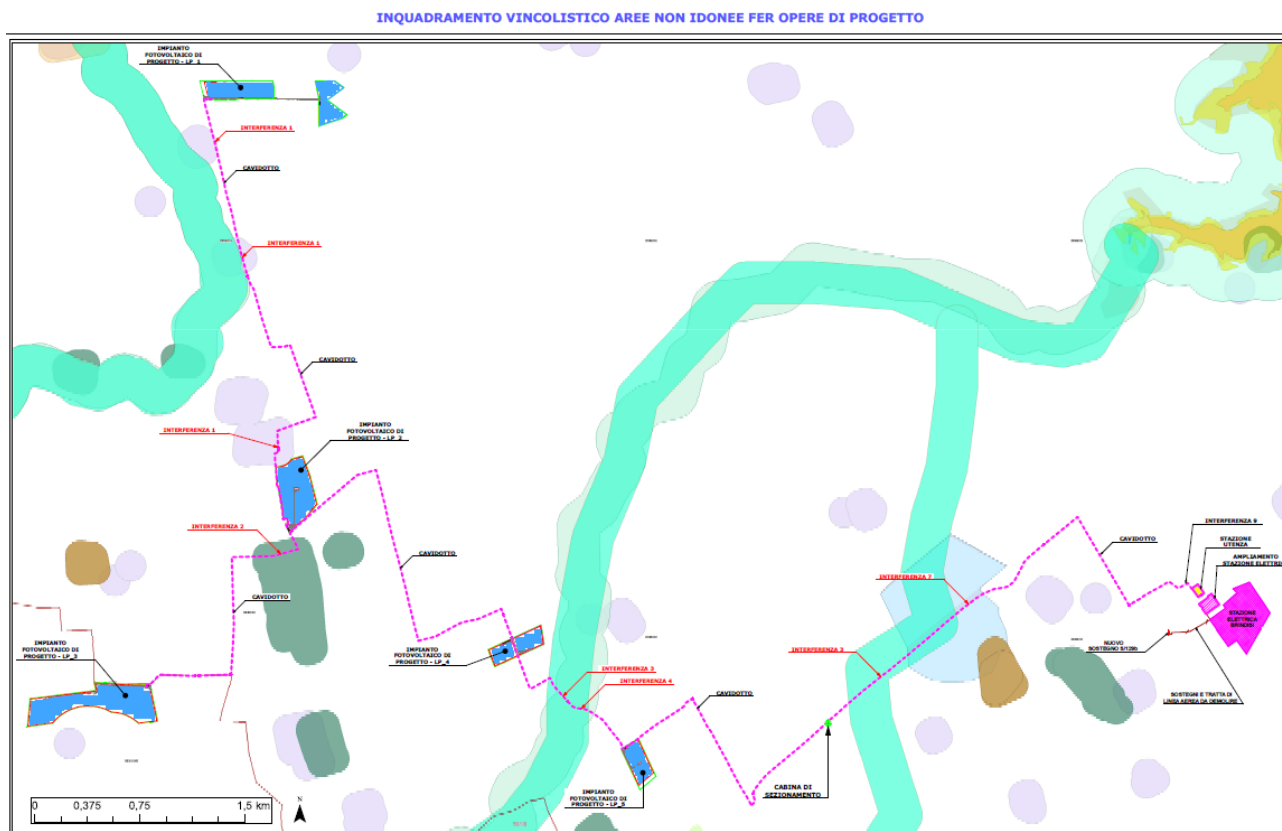 INQUADRAMENTO VINCOLISTICO AREE NON IDONEE FER OPERE DI PROGETTO
IMPIANTO
FOTOVOLTAICO DI
PROGETTO - LP_1
INTERFERENZA 1
CAVIDOTTO
INTERFERENZA 1
CAVIDOTTO
INTERFERENZA 1
IMPIANTO
FOTOVOLTAICO DI
PROGETTO - LP_2
INTERFERENZA 2
CAVIDOTTO
CAVIDOTTO
IMPIANTO
FOTOVOLTAICO DI
PROGETTO - LP_3
IMPIANTO
FOTOVOLTAICO DI
PROGETTO - LP_4
INTERFERENZA 3
INTERFERENZA 4
CAVIDOTTO
IMPIANTO
FOTOVOLTAICO DI
PROGETTO - LP_5
CABINA DI
SEZIONAMENTO
INTERFERENZA 3
INTERFERENZA 7
CAVIDOTTO
INTERFERENZA 9
STAZIONE
UTENZA
AMPLIAMENTO
STAZIONE ELETTRI
STAZIONE
ELETTRICA
BRINDISI
NUOVO
SOSTEGNO
SOSTEGNI E TRATTA DI
LINEA AEREA DA DEMOLIRE
0 0,375 0,75 1,5 km
N